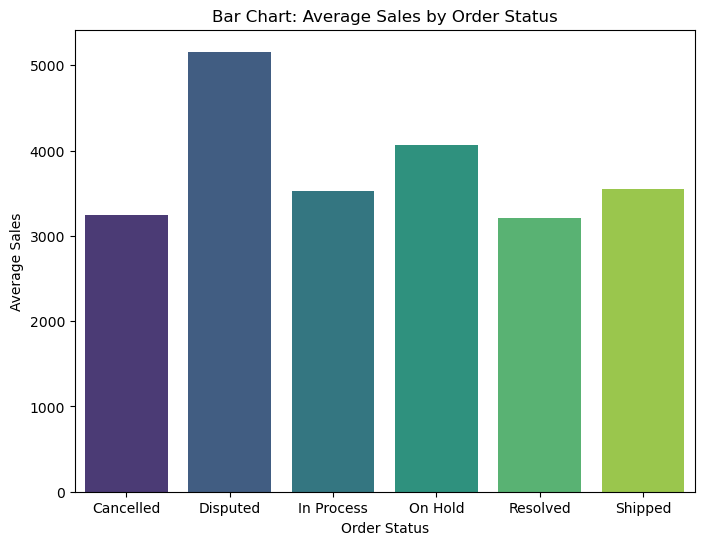 Bar Chart: Average Sales by Order Status
Average Sales
5000
4000
3000
2000
1000
0
Cancelled Disputed In Process On Hold Resolved Shipped
Order Status